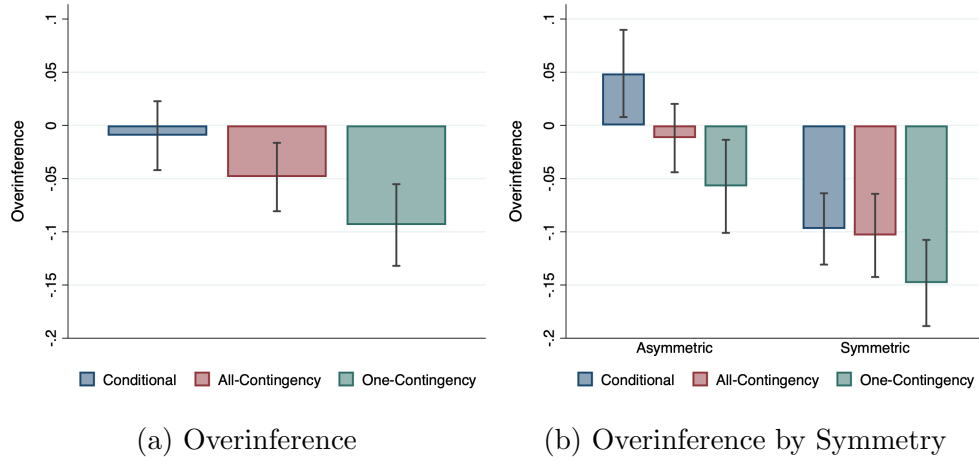 .1
.05
0
-.05
-.1
-.15
-.2
Overinference
Conditional All-Contingency One-Contingency
(a) Overinference
.1
.05
0
-.05
-.1
-.15
-.2
Overinference
Asymmetric Symmetric
Conditional All-Contingency One-Contingency
(b) Overinference by Symmetry